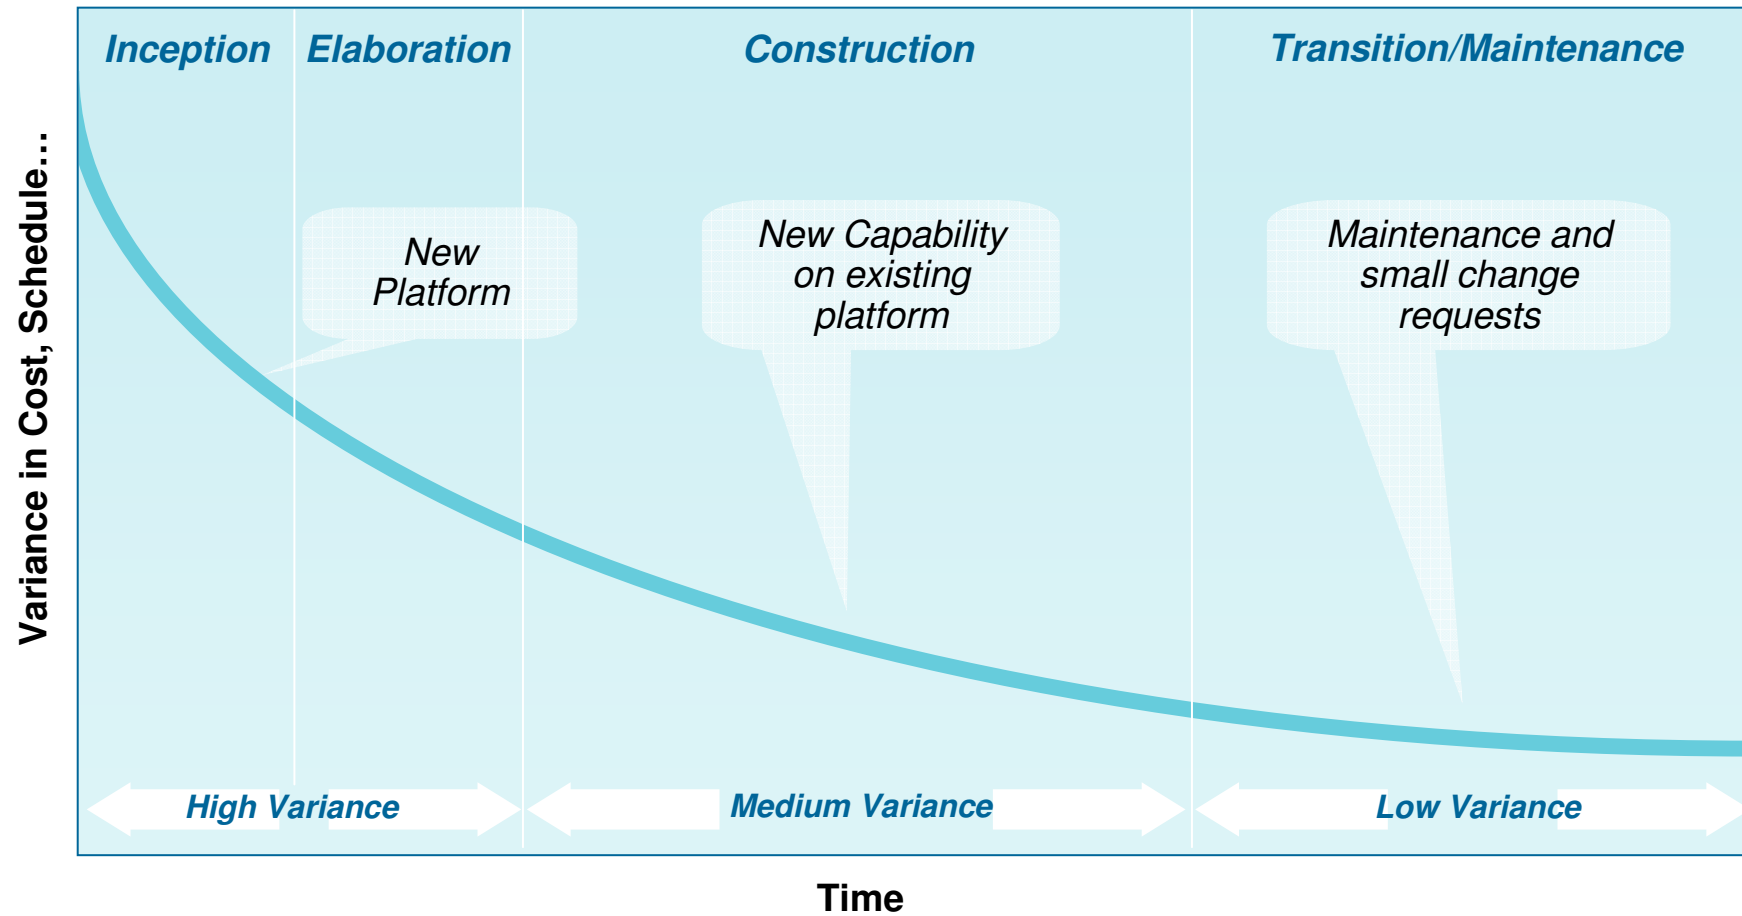 Inception
Elaboration
Construction
Transition/Maintenance
Variance in Cost, Schedule…
New
Platform
New Capability
on existing
platform
Maintenance and
small change
requests
High Variance
Medium Variance
Low Variance
Time